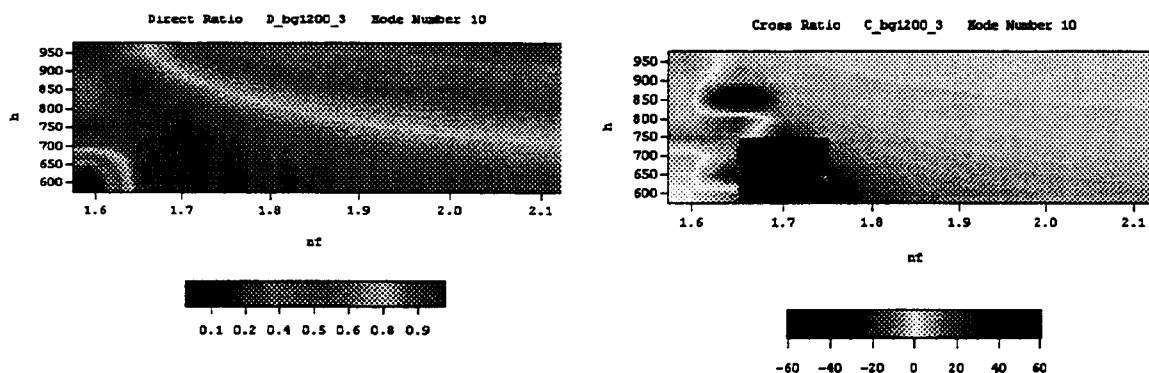 Direct Ratio D_bg1200_3 Mode Number 10
h
950
900
850
800
750
700
650
600
1.6 1.7 1.8 1.9 2.0 2.1
nf
0.1 0.2 0.4 0.5 0.6 0.8 0.9
Cross Ratio C_bg1200_3 Mode Number 10
h
950
900
850
800
750
700
650
600
1.6 1.7 1.8 1.9 2.0 2.1
nf
-60 -40 -20 0 20 40 60